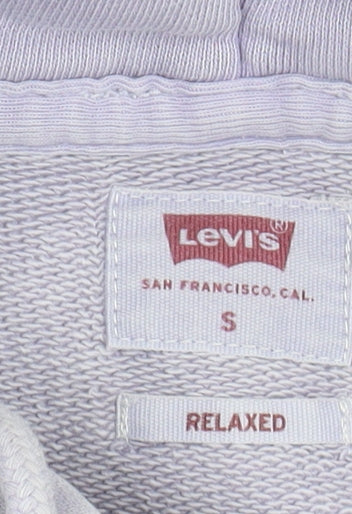 LEVI'S®
SAN FRANCISCO, CAL.
S
RELAXED